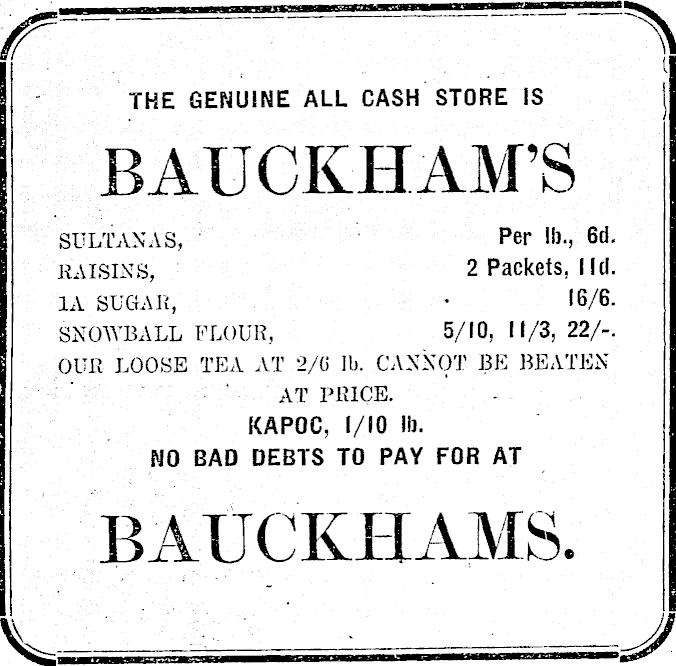 THE GENUINE ALL CASH STORE IS
BAUCKHAM'S
SULTANAS, Per lb., 6d.
RAISINS, 2 Packets, 11d.
1A SUGAR, 16/6.
SNOWBALL FLOUR, 5/10, 11/3, 22/-.
OUR LOOSE TEA AT 2/6 lb. CANNOT BE BEATEN
AT PRICE.
KAPOC, 1/10 lb.
NO BAD DEBTS TO PAY FOR AT
BAUCKHAMS.